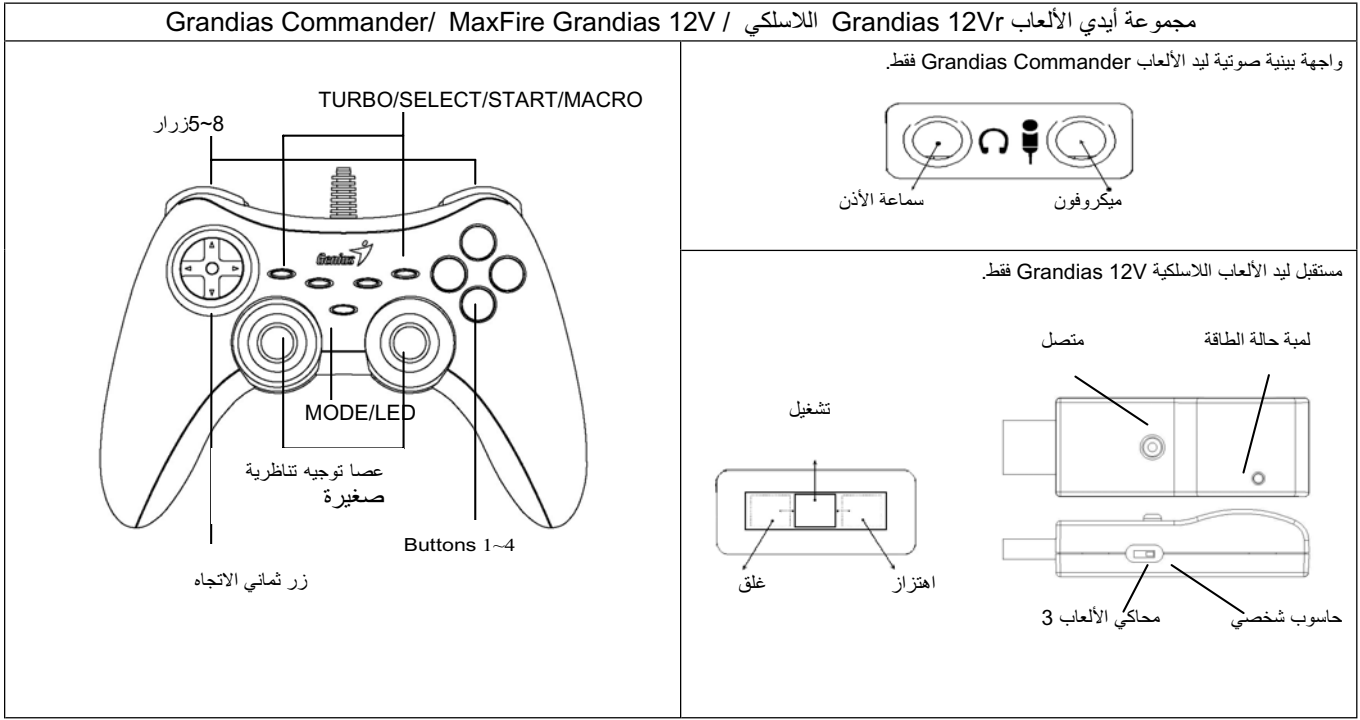 مجموعة أيدي الألعاب Grandias 12Vr اللاسلكي / Grandias Commander/ MaxFire Grandias 12V
TURBO/SELECT/START/MACRO
5~8زرار
Genius
MODE/LED
عصا توجيه تناظرية
صغيرة
Buttons 1~4
زر ثماني الاتجاه
واجهة بينية صوتية ليد الألعاب Grandias Commander فقط.
ميكروفون
سماعة الأذن
مستقبل ليد الألعاب اللاسلكية Grandias 12V فقط.
لمبة حالة الطاقة
متصل
تشغيل
اهتزاز
غلق
حاسوب شخصي
محاكي الألعاب 3